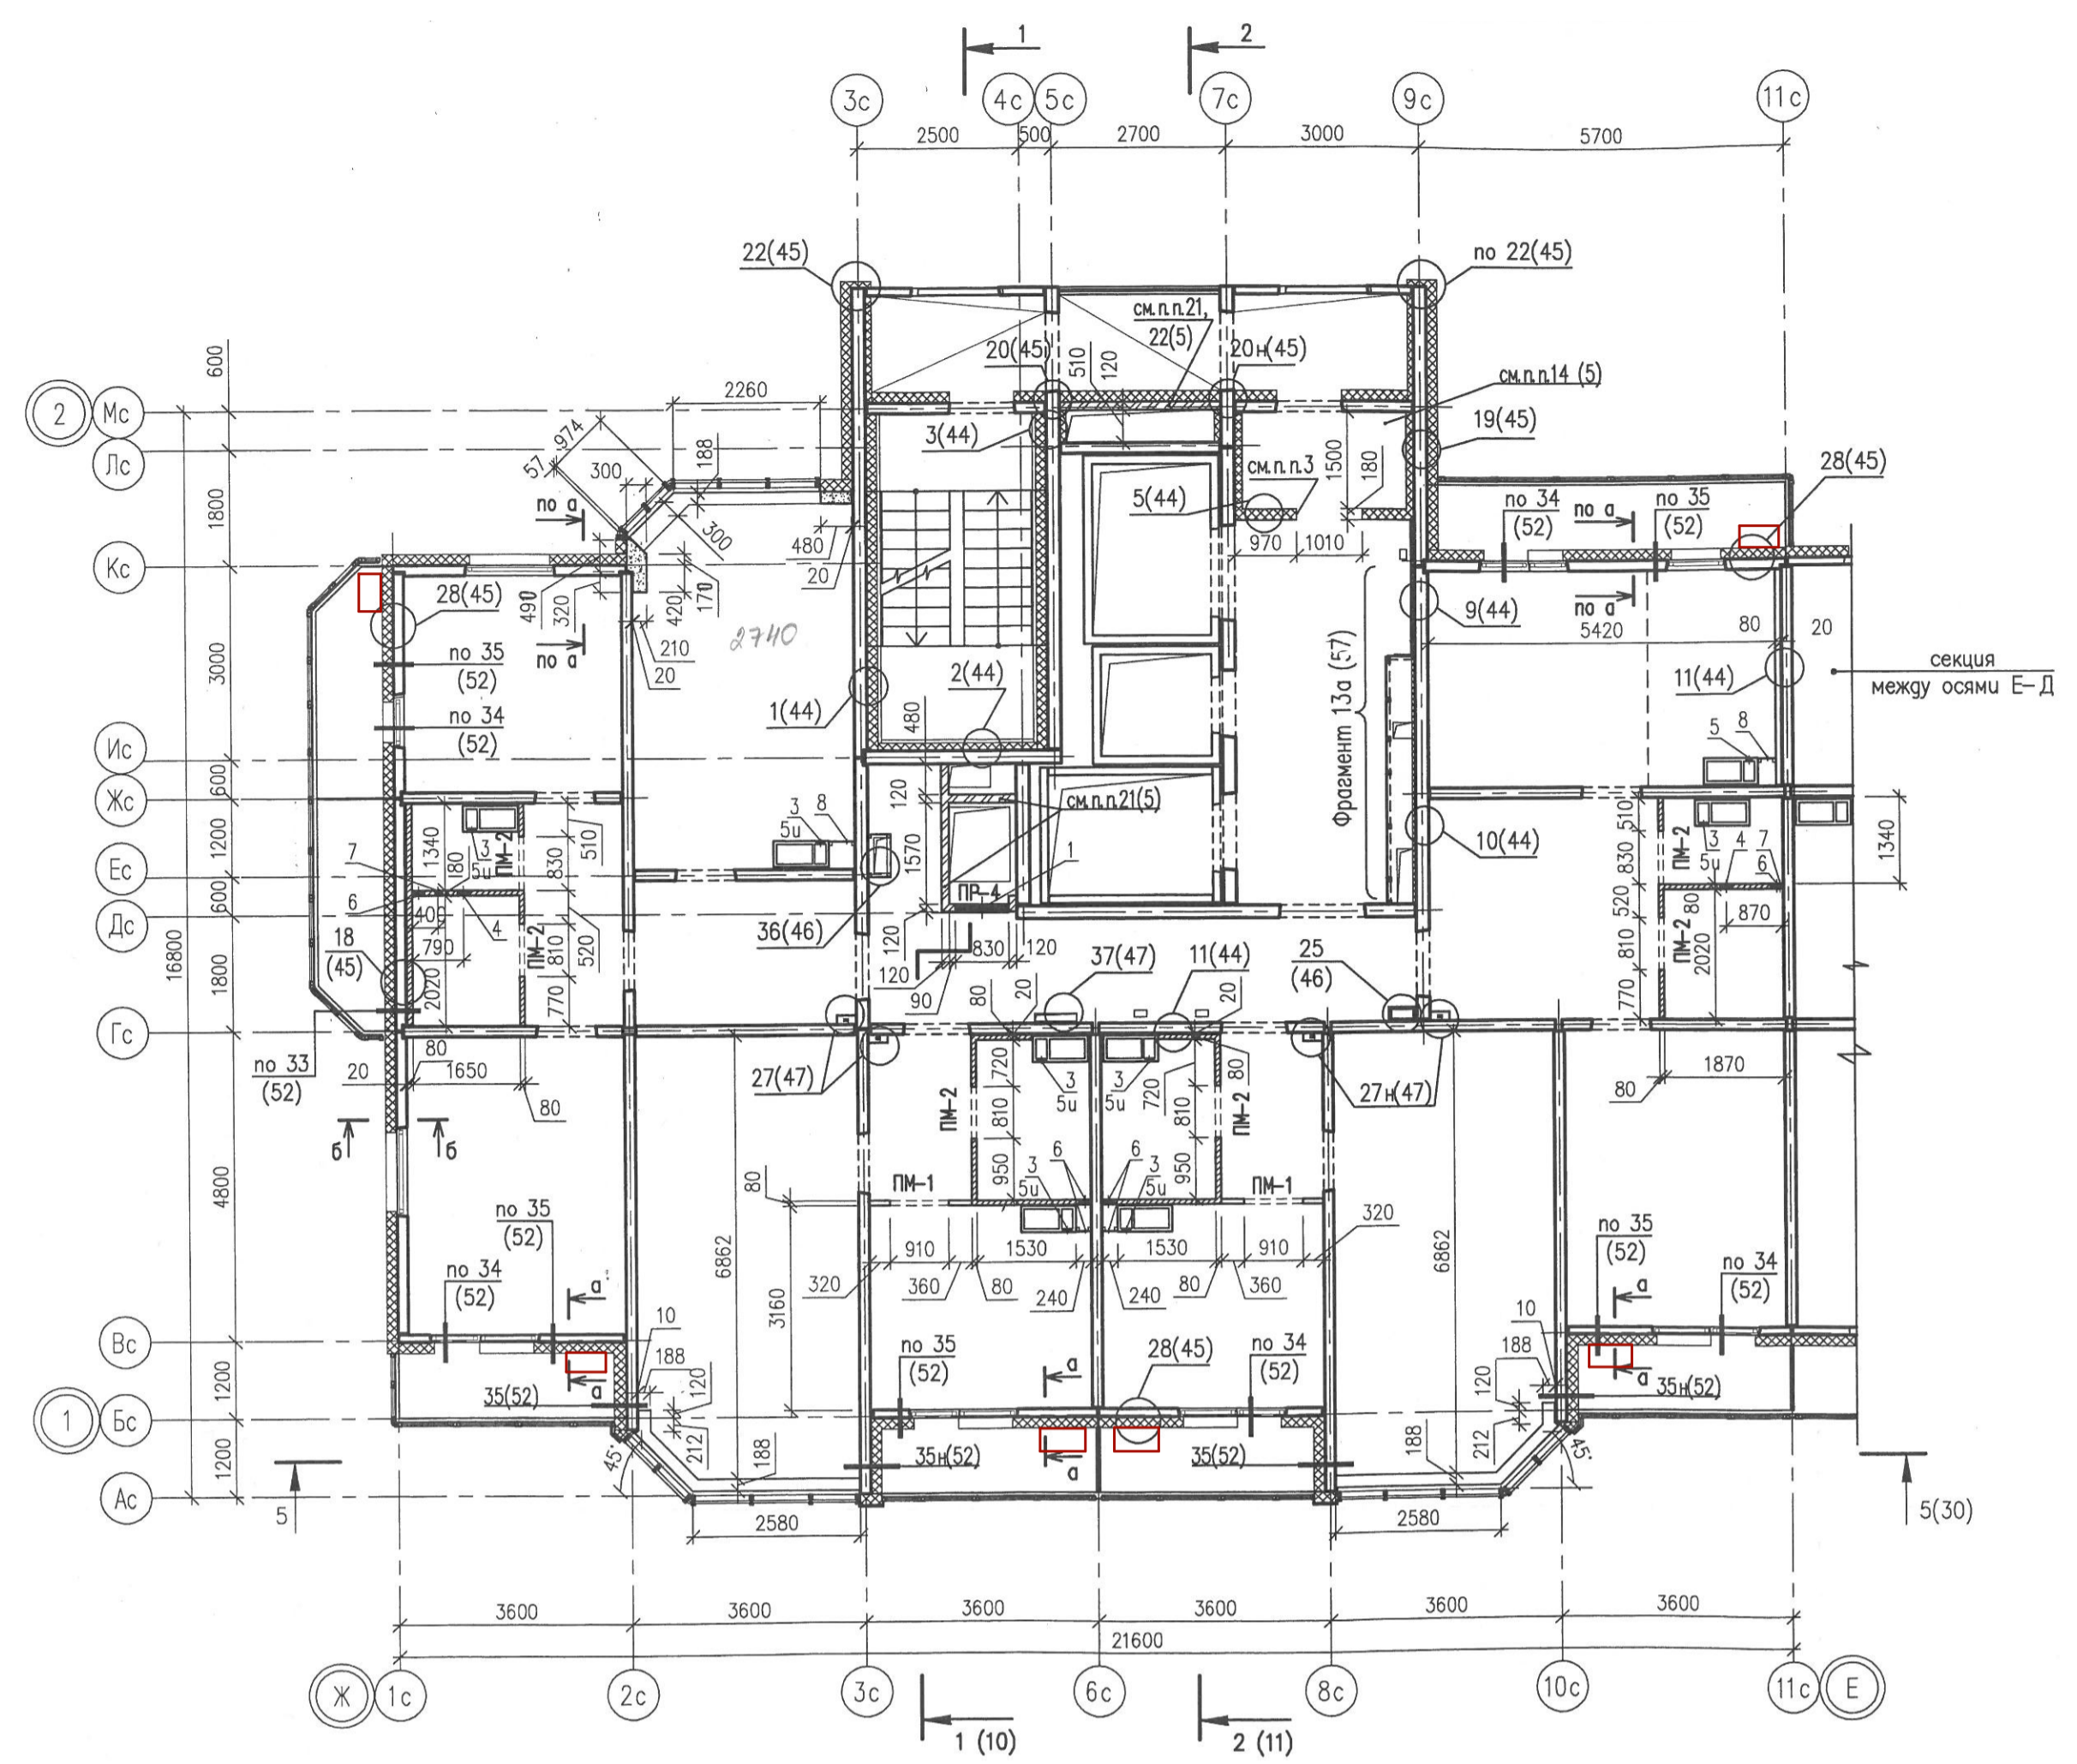 1
2
3с
4с
5с
7с
9с
11с
2500
500
2700
3000
5700
22(45)
по 22(45)
см.п.п.21,
22(5)
20(45)
510
120
20н(45)
см.п.п.14 (5)
600
2
Мс
Лс
2260
974
57
300
188
3(44)
19(45)
1500
180
см.п.п.3
5(44)
28(45)
по 34
(52)
по а
по 35
(52)
по а
300
480
20
970
1010
1800
Кс
490
320
420
170
по а
28(45)
210
20
2740
9(44)
по а
5420
80
20
секция
между осями Е-Д
11(44)
3000
по 35
(52)
по 34
(52)
1(44)
2(44)
480
Фрагмент 13а (57)
5
8
Ис
600
Жс
120
см.п.п.21(5)
3
5и
8
1340
80
3
5и
ПМ-2
510
830
7
1200
Ес
1570
1
ПР-4
10(44)
510
830
ПМ-2
3
5и
4
7
6
1340
600
Дс
6
400
790
4
18
(45)
ПМ-2
520
810
36(46)
120
830
120
120
90
520
80
870
16800
1800
2020
770
37(47)
11(44)
25
(46)
810
ПМ-2
2020
770
Гс
80
20
20
по 33
(52)
20
80
1650
80
27(47)
720
3
5и
3
5и
720
80
27н(47)
80
1870
б
б
ПМ-2
810
810
ПМ-2
4800
80
ПМ-1
950
3
5и
6
6
3
5и
950
ПМ-1
320
по 35
(52)
6862
910
1530
1530
910
6862
по 35
(52)
по 34
(52)
а
320
360
80
240
240
80
360
3160
по 34
(52)
а
10
10
Вс
188
по 35
(52)
а
28(45)
по 34
(52)
188
1200
35(52)
а
120
120
а
35н(52)
1
Бс
212
45°
188
35н(52)
а
35(52)
188
212
45°
1200
Ас
5
5(30)
2580
2580
3600
3600
3600
3600
3600
3600
21600
Ж
1с
2с
3с
6с
8с
10с
11с
Е
1 (10)
2 (11)